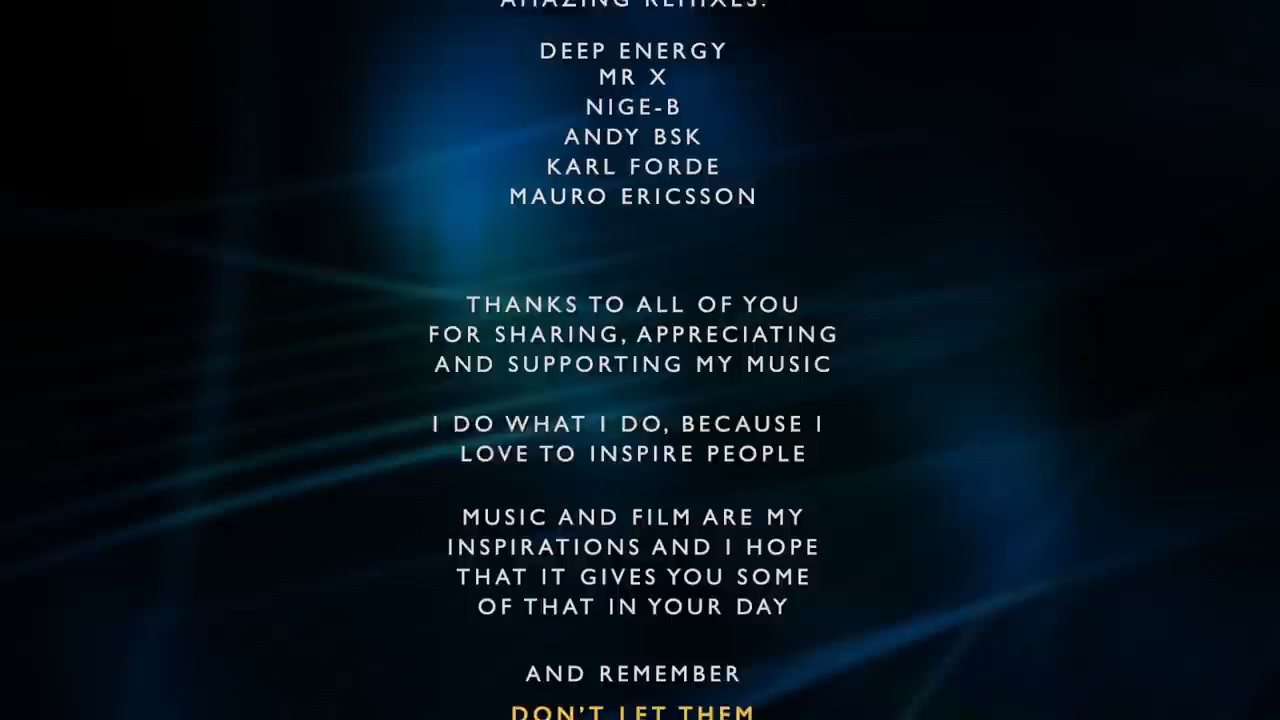 AMAZING REMIXES:
DEEP ENERGY
MR X
NIGE-B
ANDY BSK
KARL FORDE
MAURO ERICSSON
THANKS TO ALL OF YOU
FOR SHARING, APPRECIATING
AND SUPPORTING MY MUSIC
I DO WHAT I DO, BECAUSE I
LOVE TO INSPIRE PEOPLE
MUSIC AND FILM ARE MY
INSPIRATIONS AND I HOPE
THAT IT GIVES YOU SOME
OF THAT IN YOUR DAY
AND REMEMBER
DON'T LET THEM